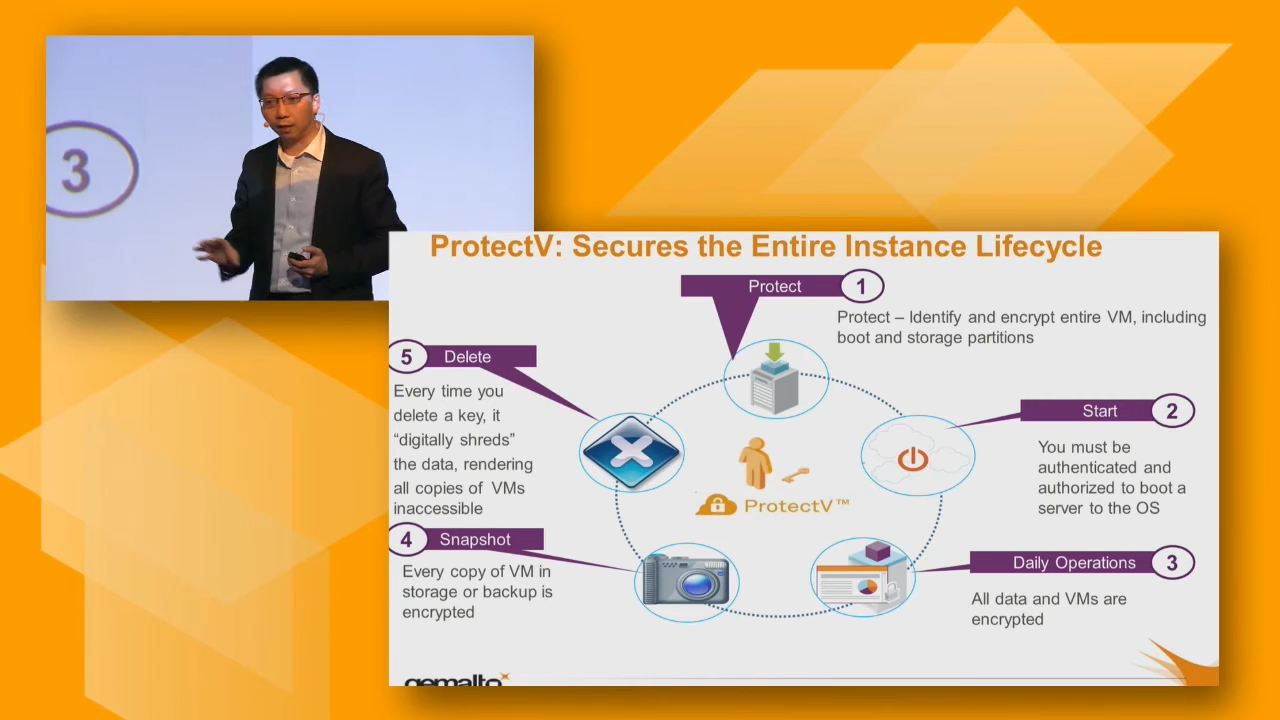 3
ProtectV: Secures the Entire Instance Lifecycle
Protect 1
Protect – Identify and encrypt entire VM, including
boot and storage partitions
Start 2
You must be
authenticated and
authorized to boot a
server to the OS
Daily Operations 3
All data and VMs are
encrypted
4 Snapshot
Every copy of VM in
storage or backup is
encrypted
5 Delete
Every time you
delete a key, it
“digitally shreds”
the data, rendering
all copies of VMs
inaccessible
ProtectV™
gemalto